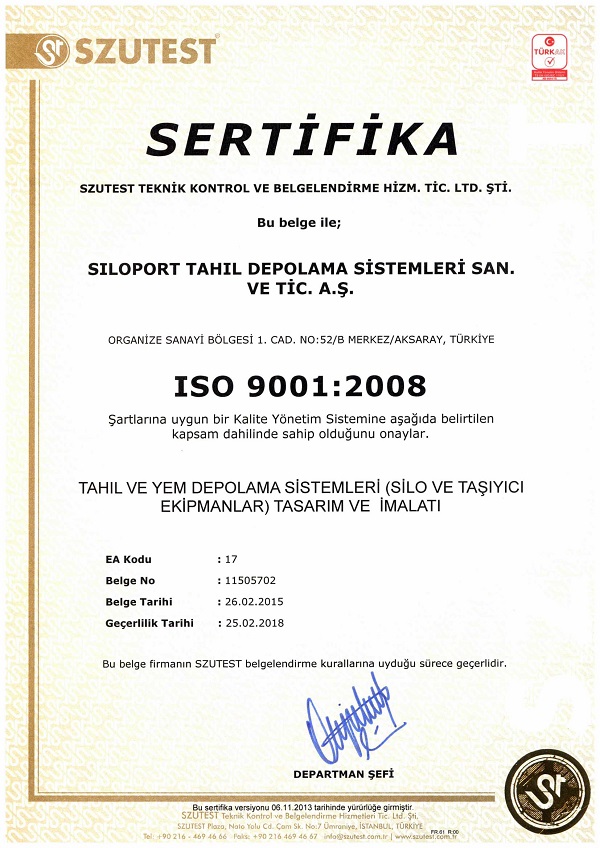 SZUTEST®
TÜRKAK
SERTİFİKA
SZUTEST TEKNİK KONTROL VE BELGELENDİRME HİZM. TİC. LTD. ŞTİ.
Bu belge ile;
SILOPORT TAHIL DEPOLAMA SİSTEMLERİ SAN.
VE TİC. A.Ş.
ORGANIZE SANAYİ BÖLGESİ 1. CAD. NO:52/B MERKEZ/AKSARAY, TÜRKİYE
ISO 9001:2008
Şartlarına uygun bir Kalite Yönetim Sistemine aşağıda belirtilen
kapsam dahilinde sahip olduğunu onaylar.
TAHIL VE YEM DEPOLAMA SİSTEMLERİ (SİLO VE TAŞIYICI
EKİPMANLAR) TASARIM VE İMALATI
EA Kodu : 17
Belge No : 11505702
Belge Tarihi : 26.02.2015
Geçerlilik Tarihi : 25.02.2018
Bu belge firmanın SZUTEST belgelendirme kurallarına uyduğu sürece geçerlidir.
DEPARTMAN ŞEFİ
Bu sertifika versiyonu 06.11.2013 tarihinde yürürlüğe girmiştir.
SZUTEST Teknik Kontrol ve Belgelendirme Hizmetleri Tic. Ltd. Şti.
SZUTEST Plaza, Nato Yolu Cd. Çam Sk. No:7 Ümraniye, İSTANBUL, TÜRKİYE
FR.61 R:00
Tel: +90 216 - 469 46 66 Faks: +90 216 469 46 67 info@szutest.com.tr / www.szutest.com.tr